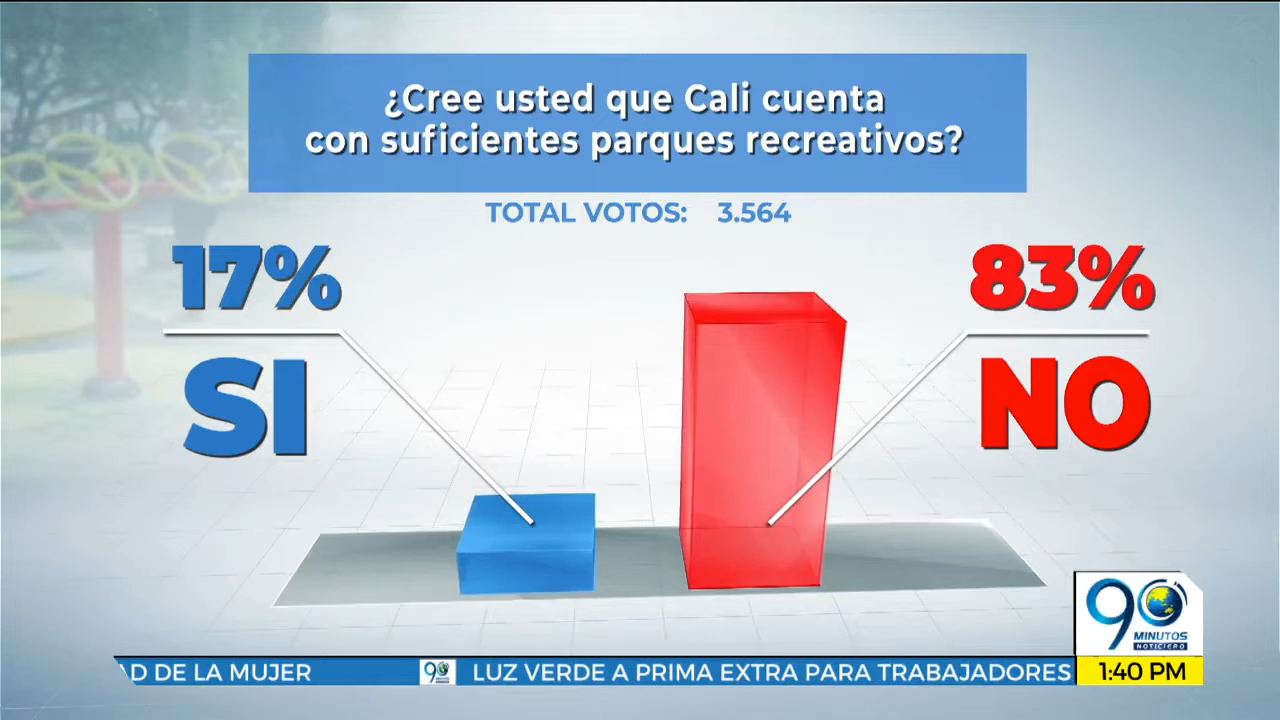 ¿Cree usted que Cali cuenta
con suficientes parques recreativos?
TOTAL VOTOS: 3.564
17%
SI
83%
NO
90
MINUTOS
NOTICIERO
AD DE LA MUJER
90
LUZ VERDE A PRIMA EXTRA PARA TRABAJADORES
1:40 PM